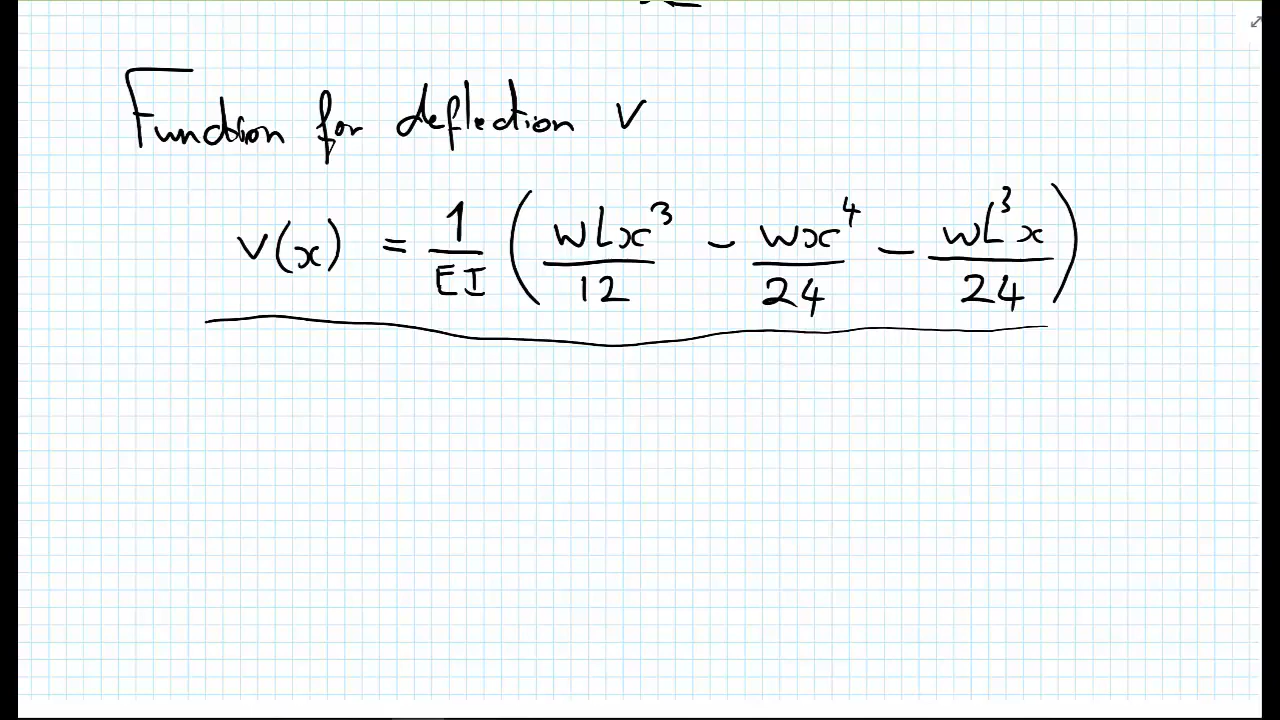 Function for deflection v
v(x) = 1/EI (wLx³/12 - wx⁴/24 - wL³x/24)